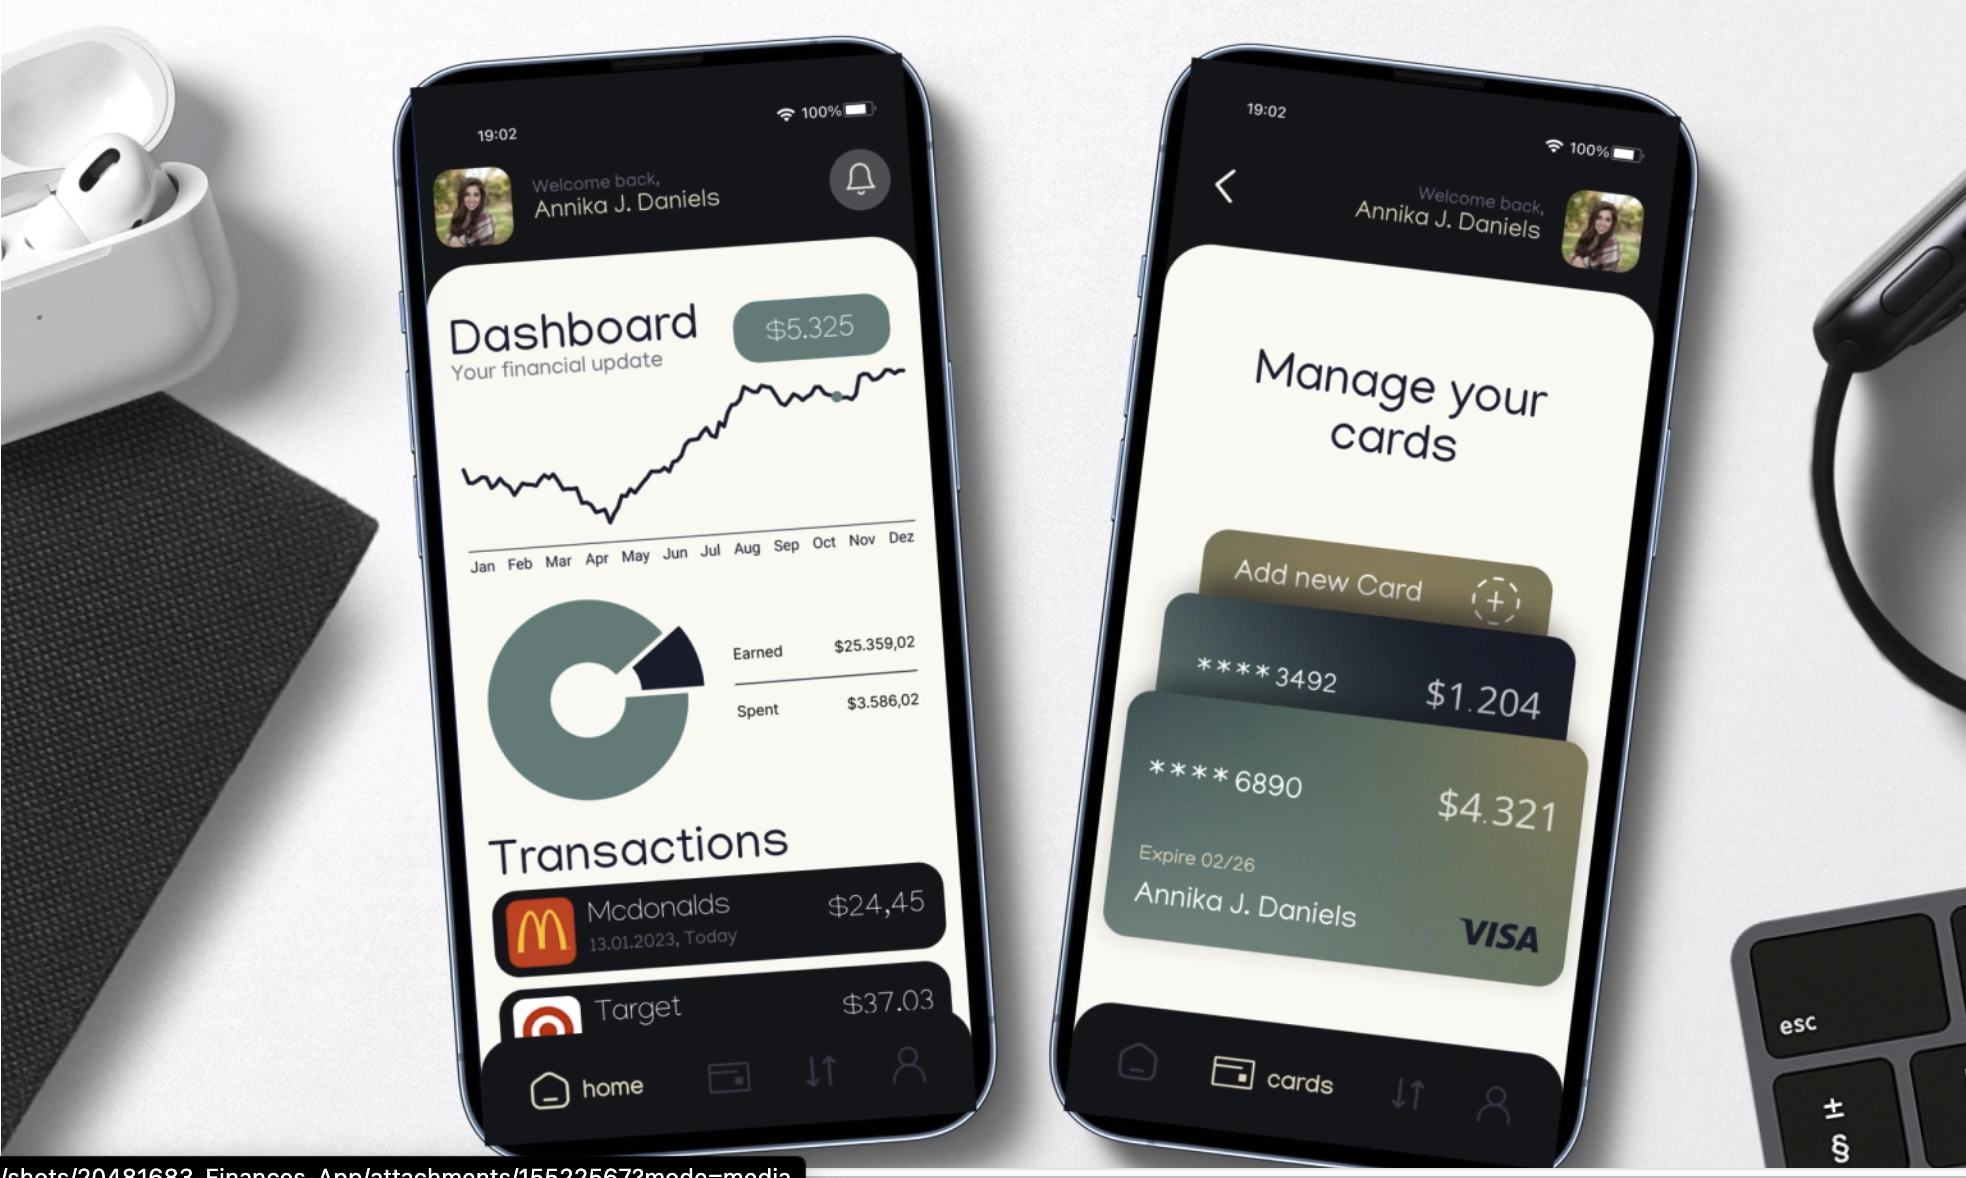 19:02
100%
Welcome back,
Annika J. Daniels
Dashboard
$5.325
Your financial update
Jan Feb Mar Apr May Jun Jul Aug Sep Oct Nov Dez
Earned $25.359,02
Spent $3.586,02
Transactions
Mcdonalds $24,45
13.01.2023, Today
Target $37.03
home
19:02
100%
Welcome back,
Annika J. Daniels
Manage your
cards
Add new Card
****3492 $1.204
****6890
$4.321
Expire 02/26
Annika J. Daniels
VISA
cards
esc
±
§
/shots/20481683-Finances-App/attachments/15522567?mode=media